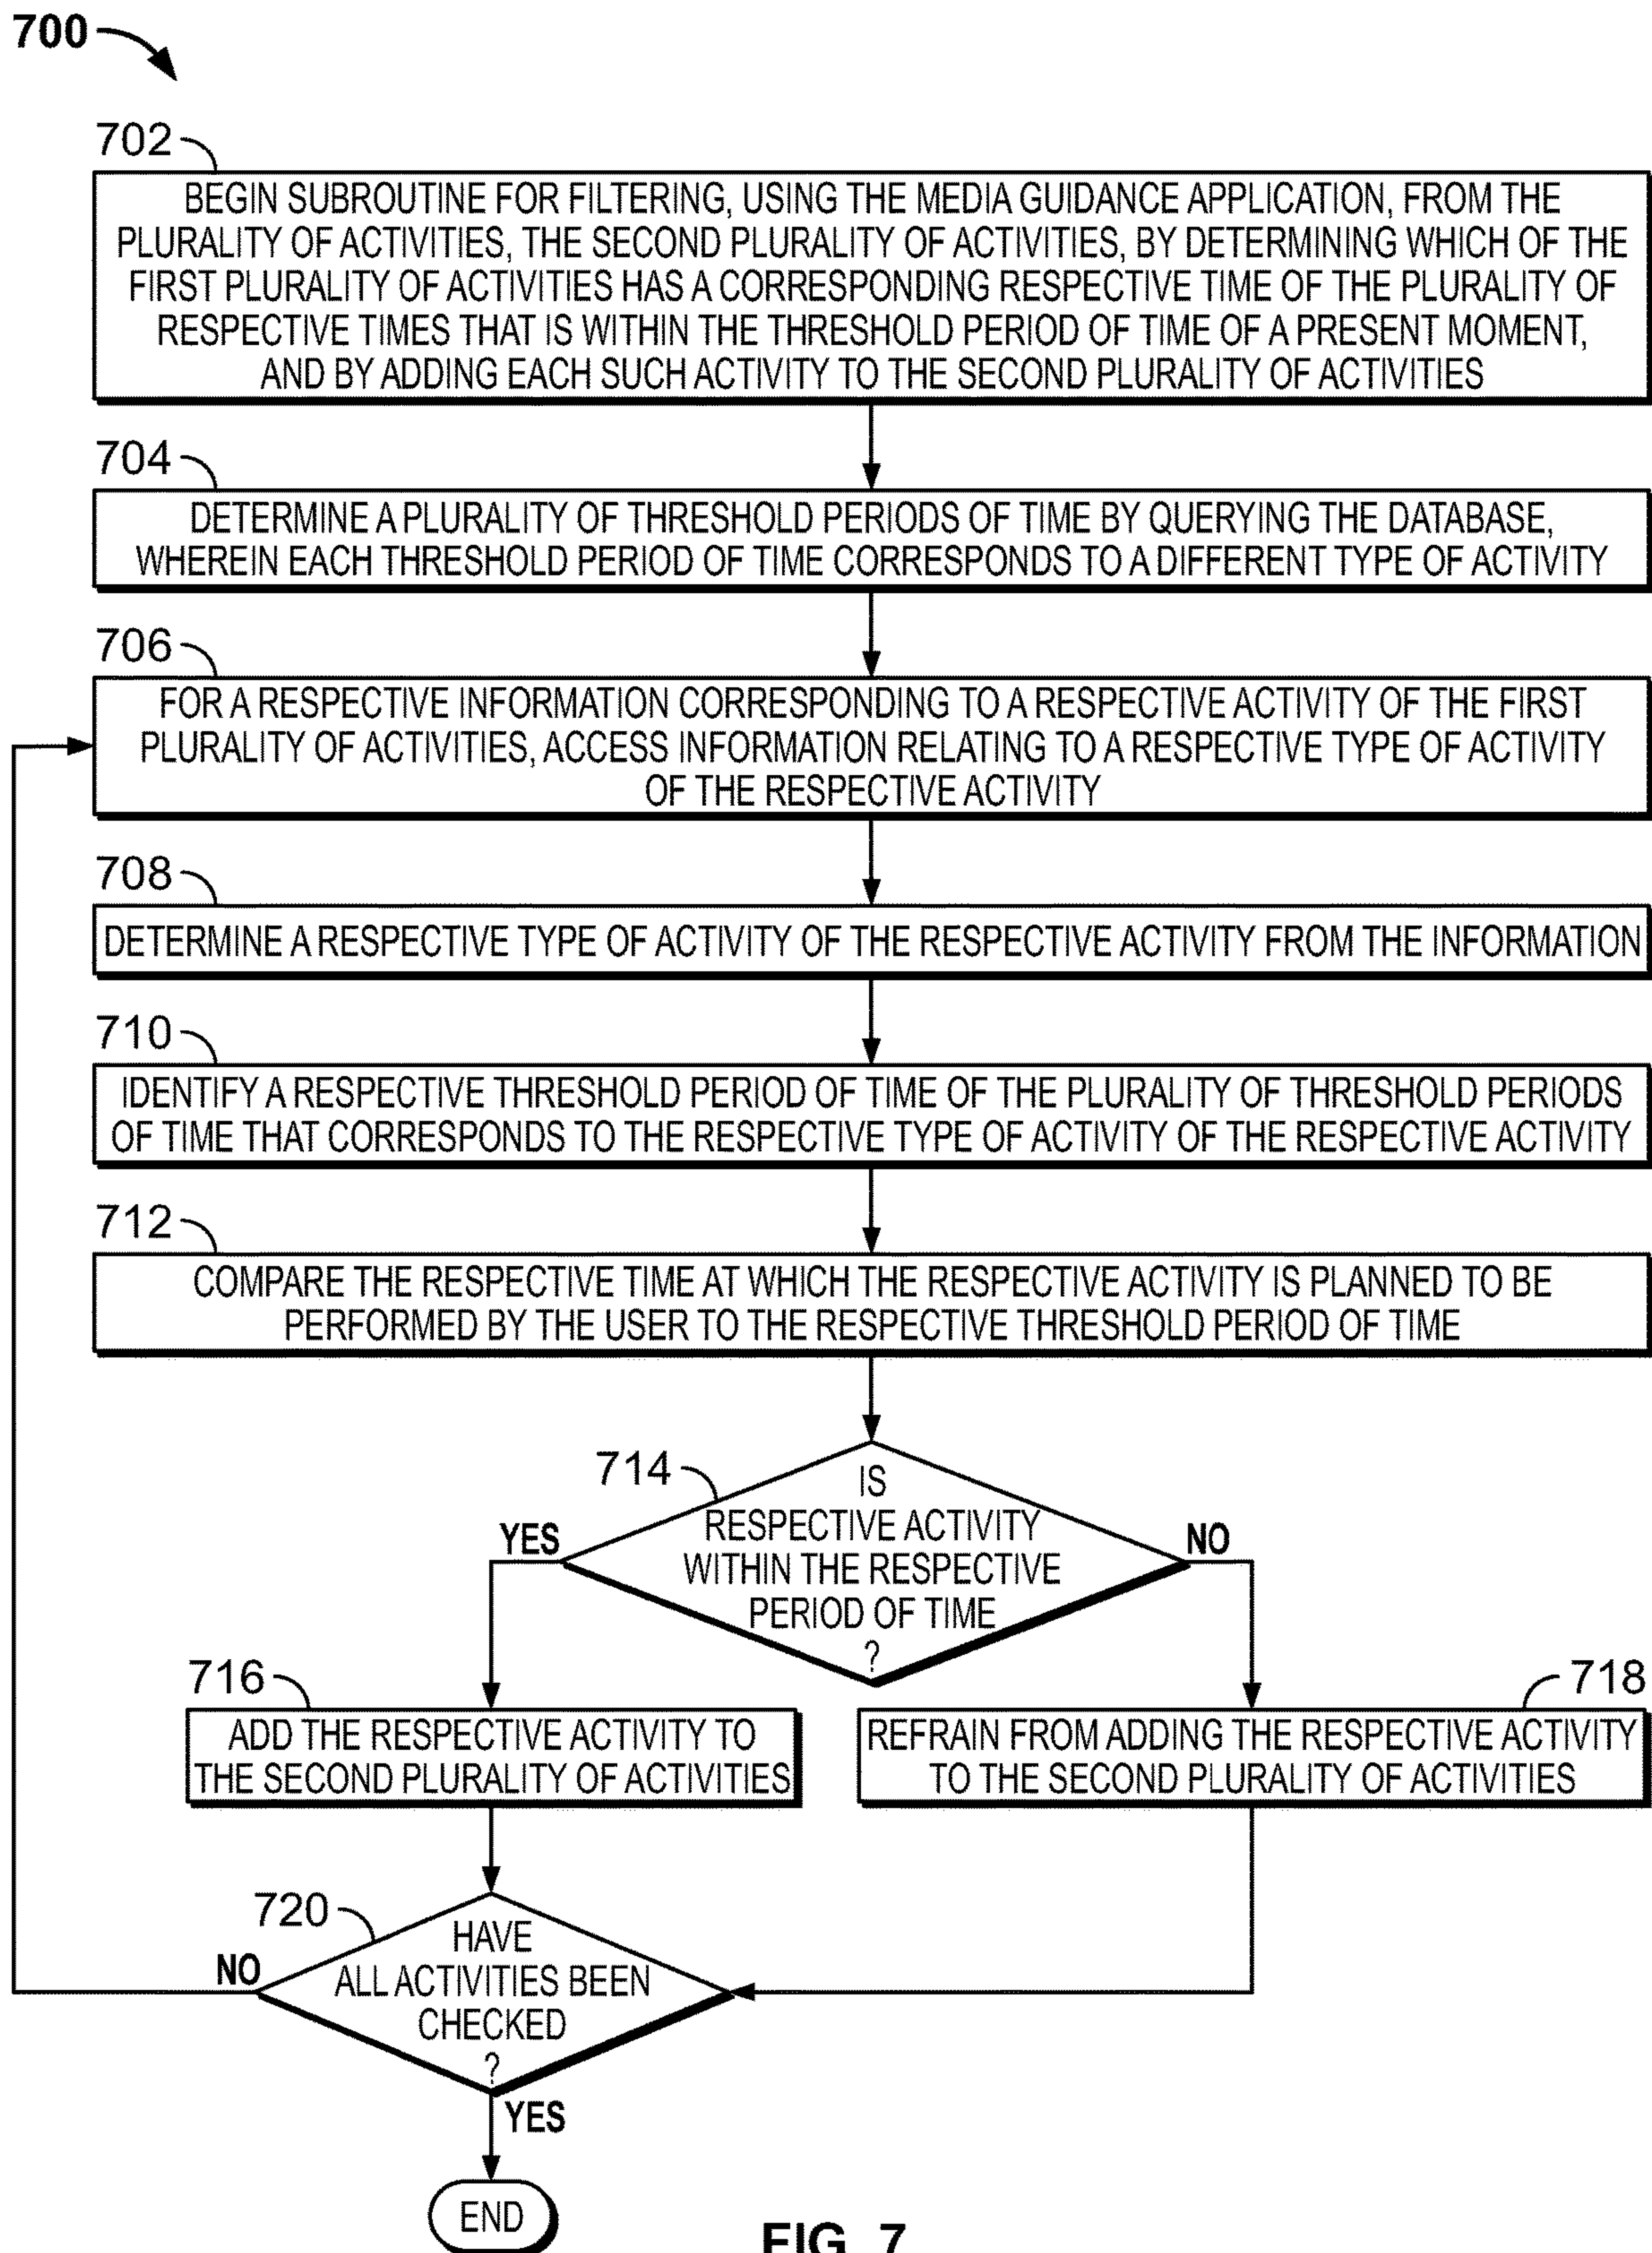 700
702
BEGIN SUBROUTINE FOR FILTERING, USING THE MEDIA GUIDANCE APPLICATION, FROM THE
PLURALITY OF ACTIVITIES, THE SECOND PLURALITY OF ACTIVITIES, BY DETERMINING WHICH OF THE
FIRST PLURALITY OF ACTIVITIES HAS A CORRESPONDING RESPECTIVE TIME OF THE PLURALITY OF
RESPECTIVE TIMES THAT IS WITHIN THE THRESHOLD PERIOD OF TIME OF A PRESENT MOMENT,
AND BY ADDING EACH SUCH ACTIVITY TO THE SECOND PLURALITY OF ACTIVITIES
704
DETERMINE A PLURALITY OF THRESHOLD PERIODS OF TIME BY QUERYING THE DATABASE,
WHEREIN EACH THRESHOLD PERIOD OF TIME CORRESPONDS TO A DIFFERENT TYPE OF ACTIVITY
706
FOR A RESPECTIVE INFORMATION CORRESPONDING TO A RESPECTIVE ACTIVITY OF THE FIRST
PLURALITY OF ACTIVITIES, ACCESS INFORMATION RELATING TO A RESPECTIVE TYPE OF ACTIVITY
OF THE RESPECTIVE ACTIVITY
708
DETERMINE A RESPECTIVE TYPE OF ACTIVITY OF THE RESPECTIVE ACTIVITY FROM THE INFORMATION
710
IDENTIFY A RESPECTIVE THRESHOLD PERIOD OF TIME OF THE PLURALITY OF THRESHOLD PERIODS
OF TIME THAT CORRESPONDS TO THE RESPECTIVE TYPE OF ACTIVITY OF THE RESPECTIVE ACTIVITY
712
COMPARE THE RESPECTIVE TIME AT WHICH THE RESPECTIVE ACTIVITY IS PLANNED TO BE
PERFORMED BY THE USER TO THE RESPECTIVE THRESHOLD PERIOD OF TIME
714
IS
RESPECTIVE ACTIVITY
WITHIN THE RESPECTIVE
PERIOD OF TIME
?
YES
NO
716
ADD THE RESPECTIVE ACTIVITY TO
THE SECOND PLURALITY OF ACTIVITIES
718
REFRAIN FROM ADDING THE RESPECTIVE ACTIVITY
TO THE SECOND PLURALITY OF ACTIVITIES
720
HAVE
ALL ACTIVITIES BEEN
CHECKED
?
NO
YES
END
FIG. 7